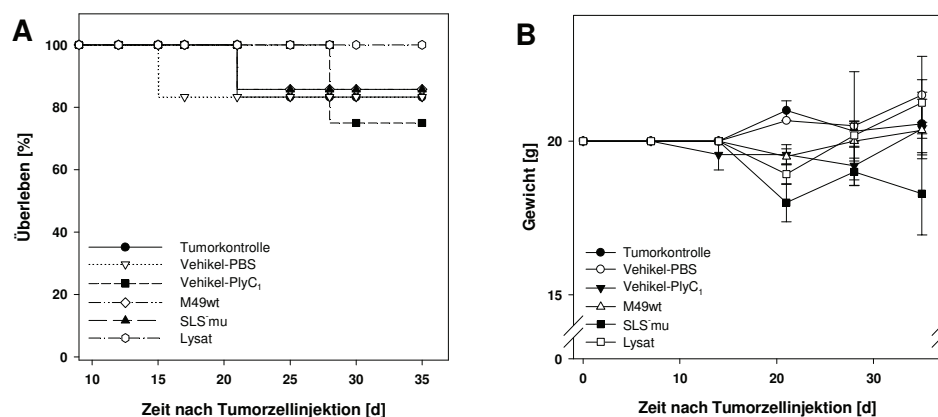 A
Überleben [%]
100
80
60
40
20
0
Tumorkontrolle
Vehikel-PBS
Vehikel-PlyC₁
M49wt
SLS⁻mu
Lysat
10 15 20 25 30 35
Zeit nach Tumorzellinjektion [d]
B
Gewicht [g]
20
15
0
Tumorkontrolle
Vehikel-PBS
Vehikel-PlyC₁
M49wt
SLS⁻mu
Lysat
0 10 20 30
Zeit nach Tumorzellinjektion [d]